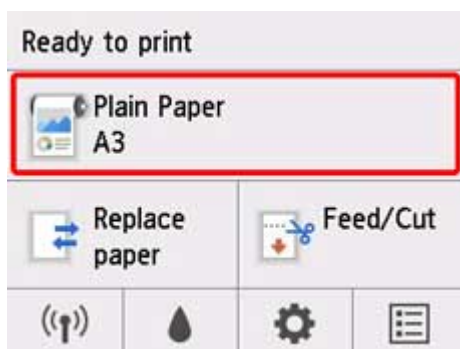 Ready to print
Plain Paper
A3
Replace
paper
Feed/Cut